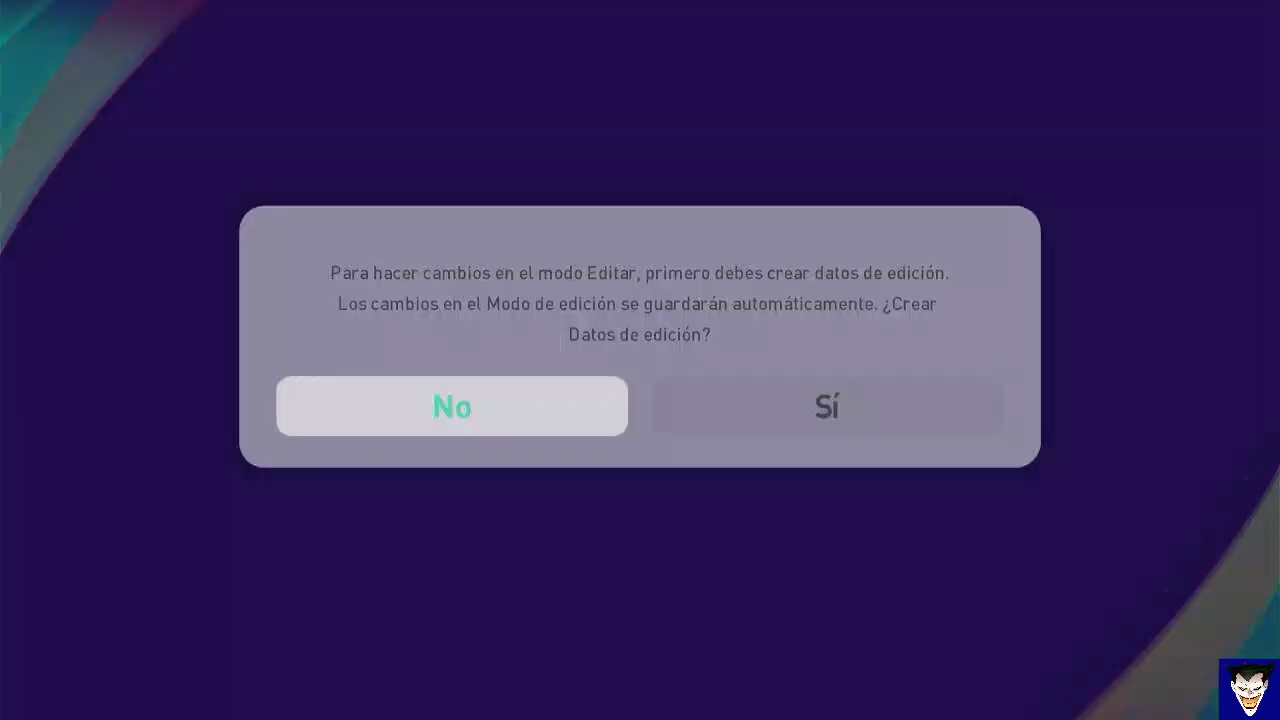 Para hacer cambios en el modo Editar, primero debes crear datos de edición.
Los cambios en el Modo de edición se guardarán automáticamente. ¿Crear
Datos de edición?
No
Sí